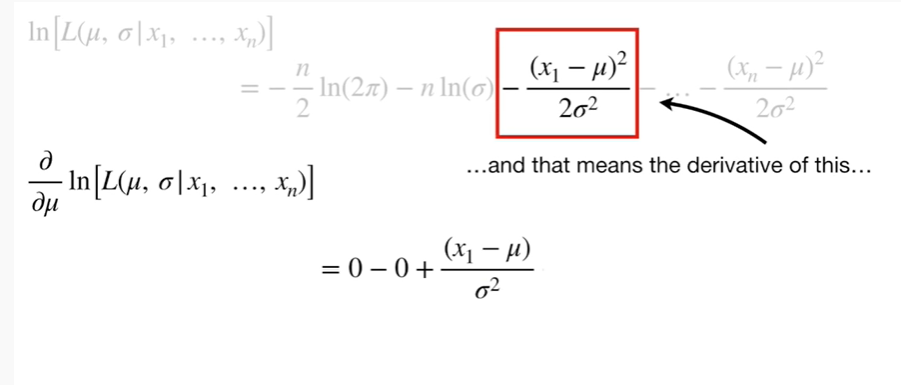 ln[L(μ, σ|x₁, …, xₙ)]
= − n/2 ln(2π) − n ln(σ) − (x₁ − μ)²/2σ² − … − (xₙ − μ)²/2σ²
…and that means the derivative of this…
∂/∂μ ln[L(μ, σ|x₁, …, xₙ)]
= 0 − 0 + (x₁ − μ)/σ²